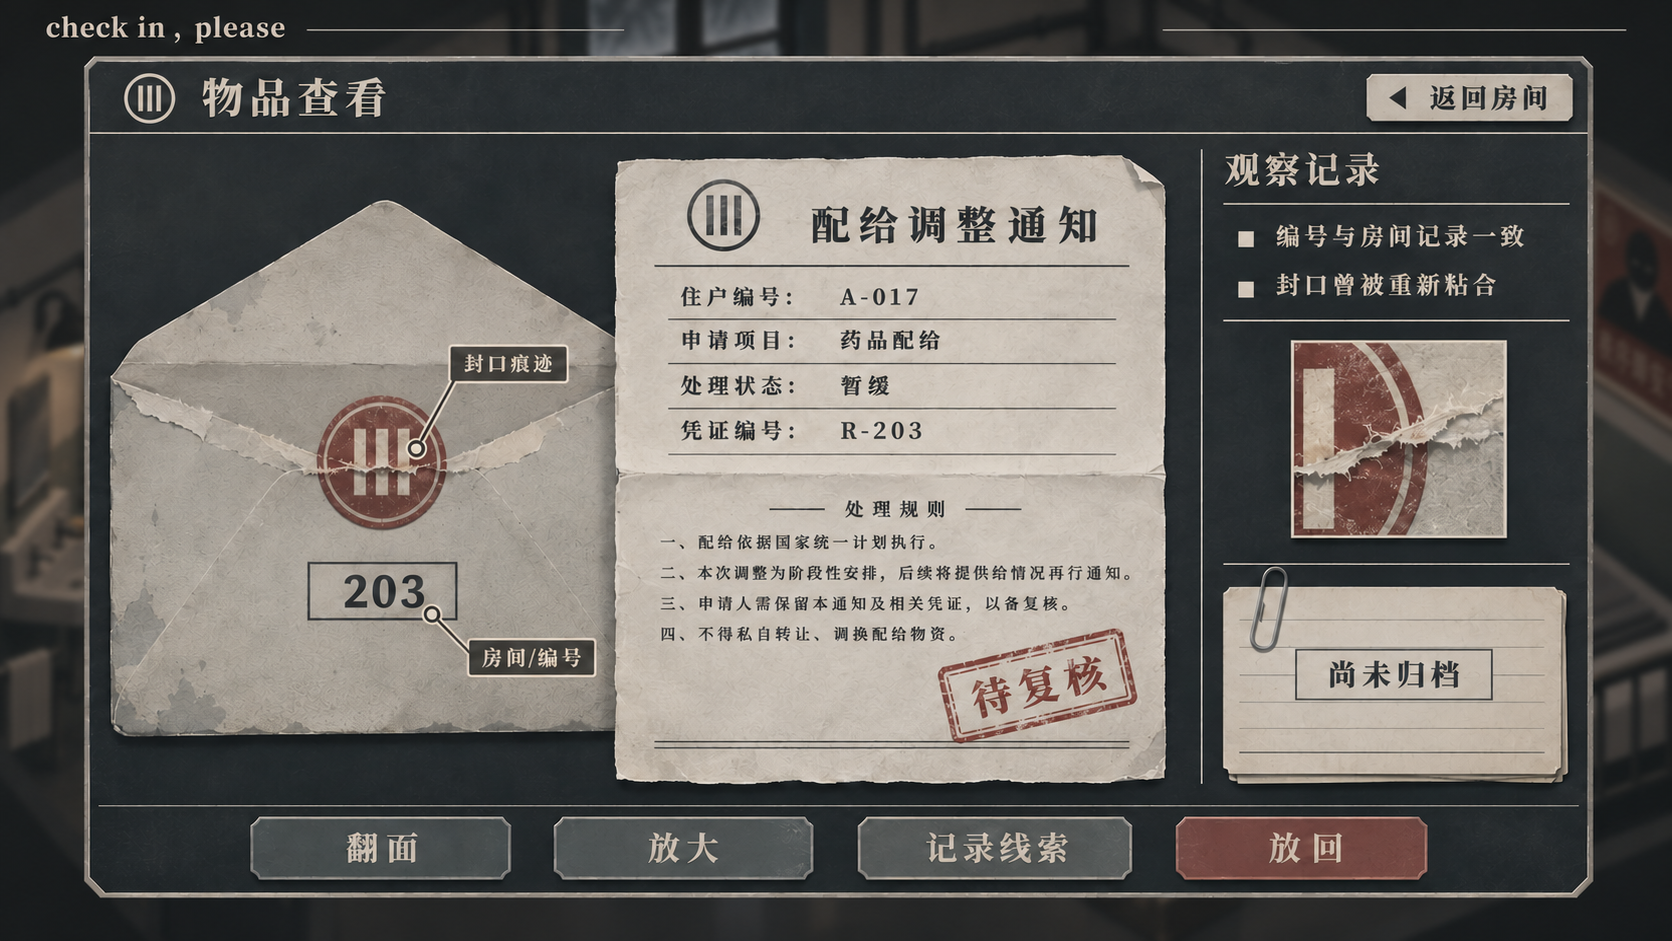 check in , please
物品查看
返回房间
封口痕迹
203
房间/编号
配给调整通知
住户编号： A-017
申请项目： 药品配给
处理状态： 暂缓
凭证编号： R-203
处理规则
一、配给依据国家统一计划执行。
二、本次调整为阶段性安排，后续将提供给情况再行通知。
三、申请人需保留本通知及相关凭证，以备复核。
四、不得私自转让、调换配给物资。
待复核
观察记录
编号与房间记录一致
封口曾被重新粘合
尚未归档
翻面
放大
记录线索
放回